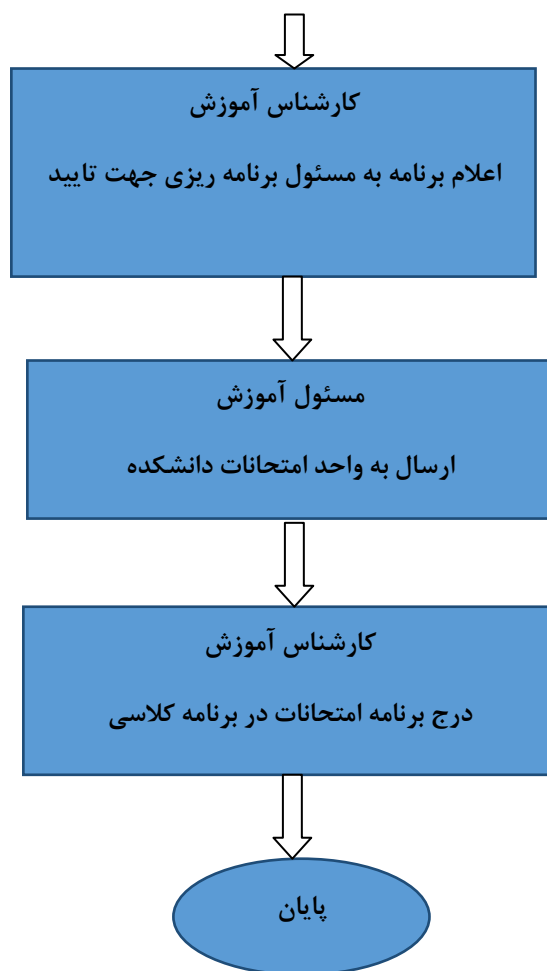 کارشناس آموزش
اعلام برنامه به مسئول برنامه ریزی جهت تایید
مسئول آموزش
ارسال به واحد امتحانات دانشکده
کارشناس آموزش
درج برنامه امتحانات در برنامه کلاسی
پایان